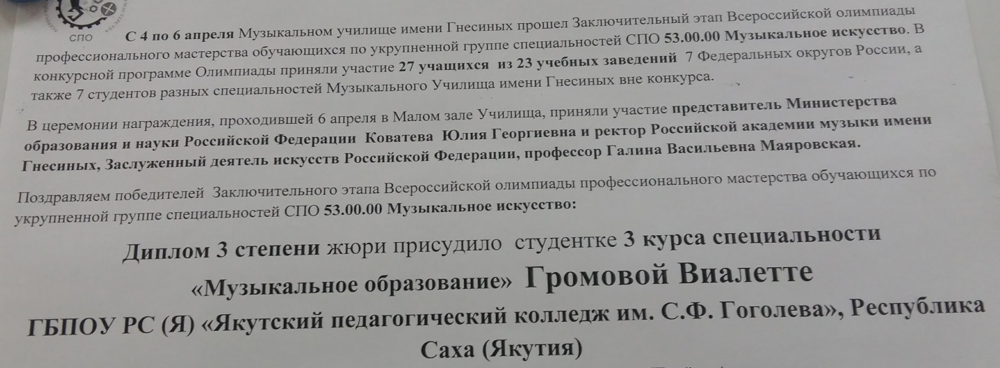 СПО
С 4 по 6 апреля Музыкальном училище имени Гнесиных прошел Заключительный этап Всероссийской олимпиады
профессионального мастерства обучающихся по укрупненной группе специальностей СПО 53.00.00 Музыкальное искусство. В
конкурсной программе Олимпиады приняли участие 27 учащихся из 23 учебных заведений 7 Федеральных округов России, а
также 7 студентов разных специальностей Музыкального Училища имени Гнесиных вне конкурса.
В церемонии награждения, проходившей 6 апреля в Малом зале Училища, приняли участие представитель Министерства
образования и науки Российской Федерации Коватева Юлия Георгиевна и ректор Российской академии музыки имени
Гнесиных, Заслуженный деятель искусств Российской Федерации, профессор Галина Васильевна Маяровская.
Поздравляем победителей Заключительного этапа Всероссийской олимпиады профессионального мастерства обучающихся по
укрупненной группе специальностей СПО 53.00.00 Музыкальное искусство:
Диплом 3 степени жюри присудило студентке 3 курса специальности
«Музыкальное образование» Громовой Виалетте
ГБПОУ РС (Я) «Якутский педагогический колледж им. С.Ф. Гоголева», Республика
Саха (Якутия)